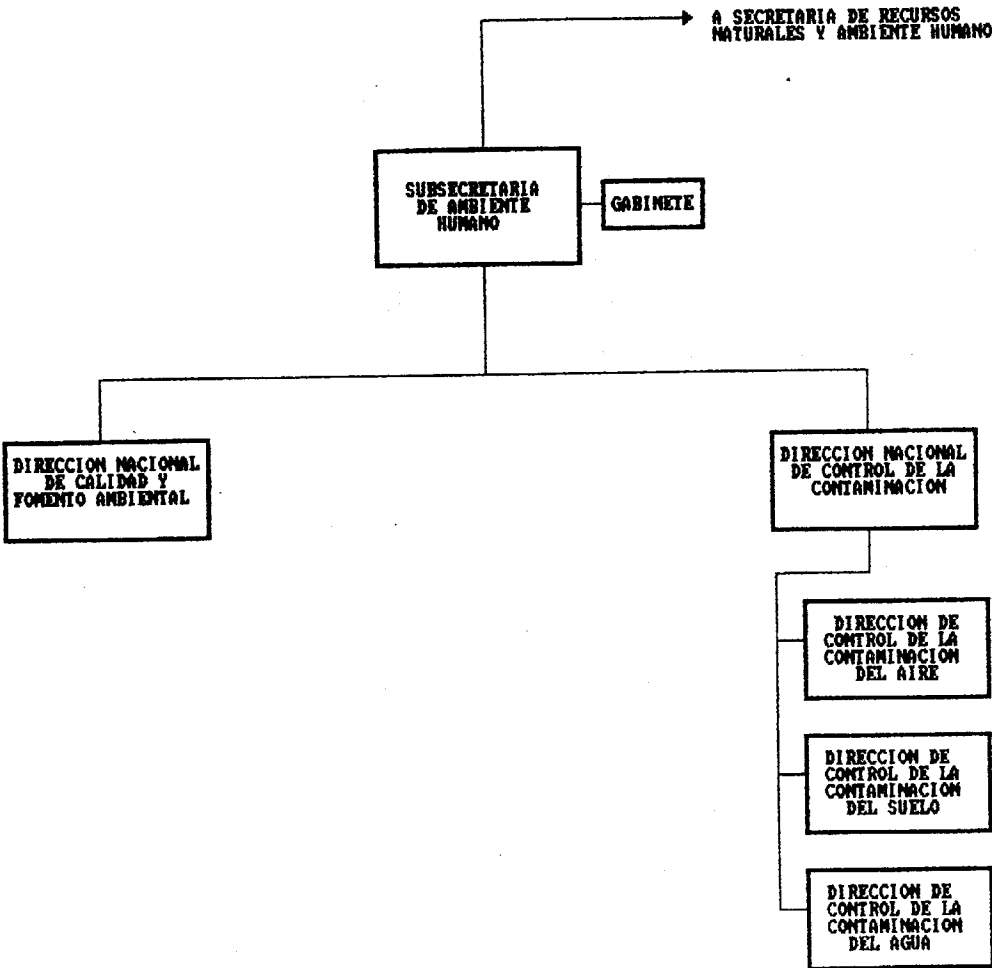 A SECRETARIA DE RECURSOS
NATURALES Y AMBIENTE HUMANO
SUBSECRETARIA
DE AMBIENTE
HUMANO
GABINETE
DIRECCION NACIONAL
DE CALIDAD Y
FOMENTO AMBIENTAL
DIRECCION NACIONAL
DE CONTROL DE LA
CONTAMINACION
DIRECCION DE
CONTROL DE LA
CONTAMINACION
DEL AIRE
DIRECCION DE
CONTROL DE LA
CONTAMINACION
DEL SUELO
DIRECCION DE
CONTROL DE LA
CONTAMINACION
DEL AGUA